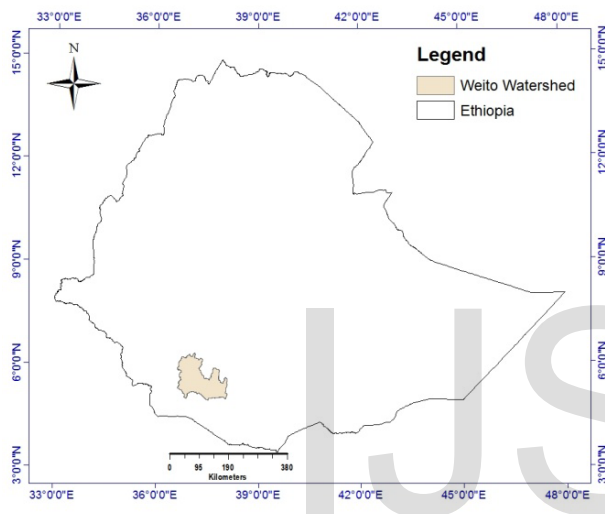 33°0'0"E 36°0'0"E 39°0'0"E 42°0'0"E 45°0'0"E 48°0'0"E
N
Legend
Weito Watershed
Ethiopia
15°0'0"N 15°0'0"N
12°0'0"N 12°0'0"N
9°0'0"N 9°0'0"N
6°0'0"N 6°0'0"N
3°0'0"N 3°0'0"N
0 95 190 380
Kilometers
33°0'0"E 36°0'0"E 39°0'0"E 42°0'0"E 45°0'0"E 48°0'0"E
IJS